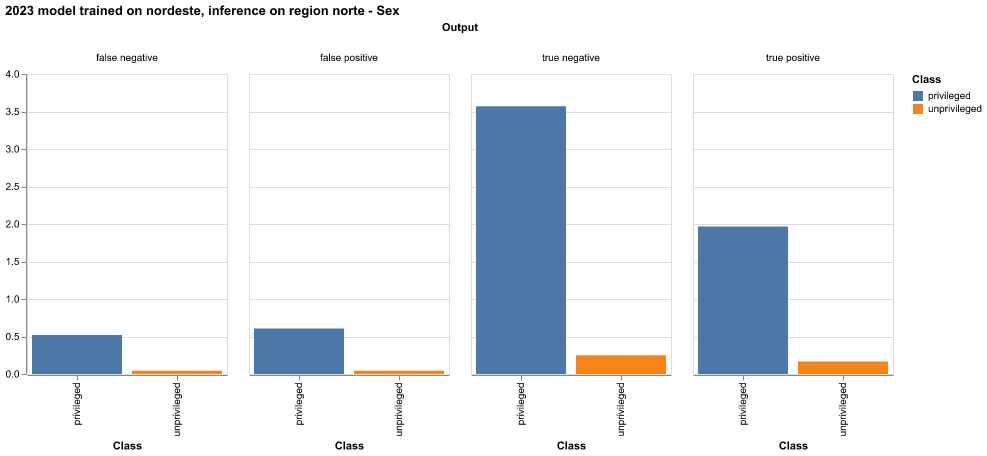 2023 model trained on nordeste, inference on region norte - Sex
Output
false negative
false positive
true negative
true positive
4.0
3.5
3.0
2.5
2.0
1.5
1.0
0.5
0.0
privileged
unprivileged
privileged
unprivileged
privileged
unprivileged
privileged
unprivileged
Class
Class
Class
Class
Class
privileged
unprivileged